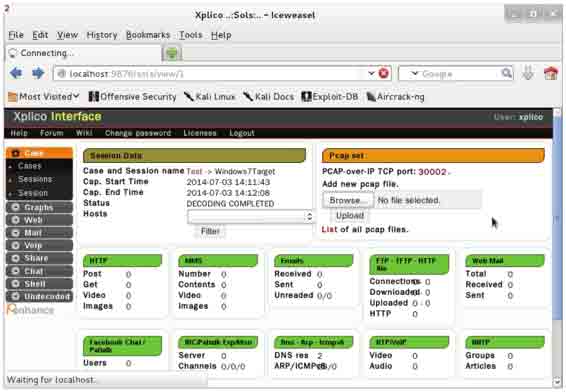 2
Xplico ..:Sols:.. - Iceweasel
File Edit View History Bookmarks Tools Help
Connecting...
localhost:9876/sols/view/1
Google
Most Visited Offensive Security Kali Linux Kali Docs Exploit-DB Aircrack-ng
Xplico Interface User: xplico
Help Forum Wiki Change password Licenses Logout
Case
Cases
Sessions
Session
Graphs
Web
Mail
Voip
Share
Chat
Shell
Undecoded
Session Data
Case and Session name Test -> Windows7Target
Cap. Start Time 2014-07-03 14:11:43
Cap. End Time 2014-07-03 14:12:08
Status DECODING COMPLETED
Hosts
Filter
Pcap set
PCAP-over-IP TCP port: 30002.
Add new pcap file.
Browse... No file selected.
Upload
List of all pcap files.
HTTP
Post 0
Get 0
Video 0
Images 0
MMS
Number 0
Contents 0
Video 0
Images 0
Emails
Received 0
Sent 0
Unreaded 0/0
FTP - TFTP - HTTP file
Connections 0 - 0
Downloaded 0 - 0
Uploaded 0 - 0
HTTP 0
Web Mail
Total 0
Received 0
Sent 0
Facebook Chat / Paltalk
Users 0
IRC/Paltalk Exp/Msn
Server 0
Channels 0/0/0
Dns - Arp - Icmpv6
DNS res 2
ARP/ICMPv6 0/0
RTP/VoIP
Video 0
Audio 0
NNTP
Groups 0
Articles 0
Waiting for localhost...